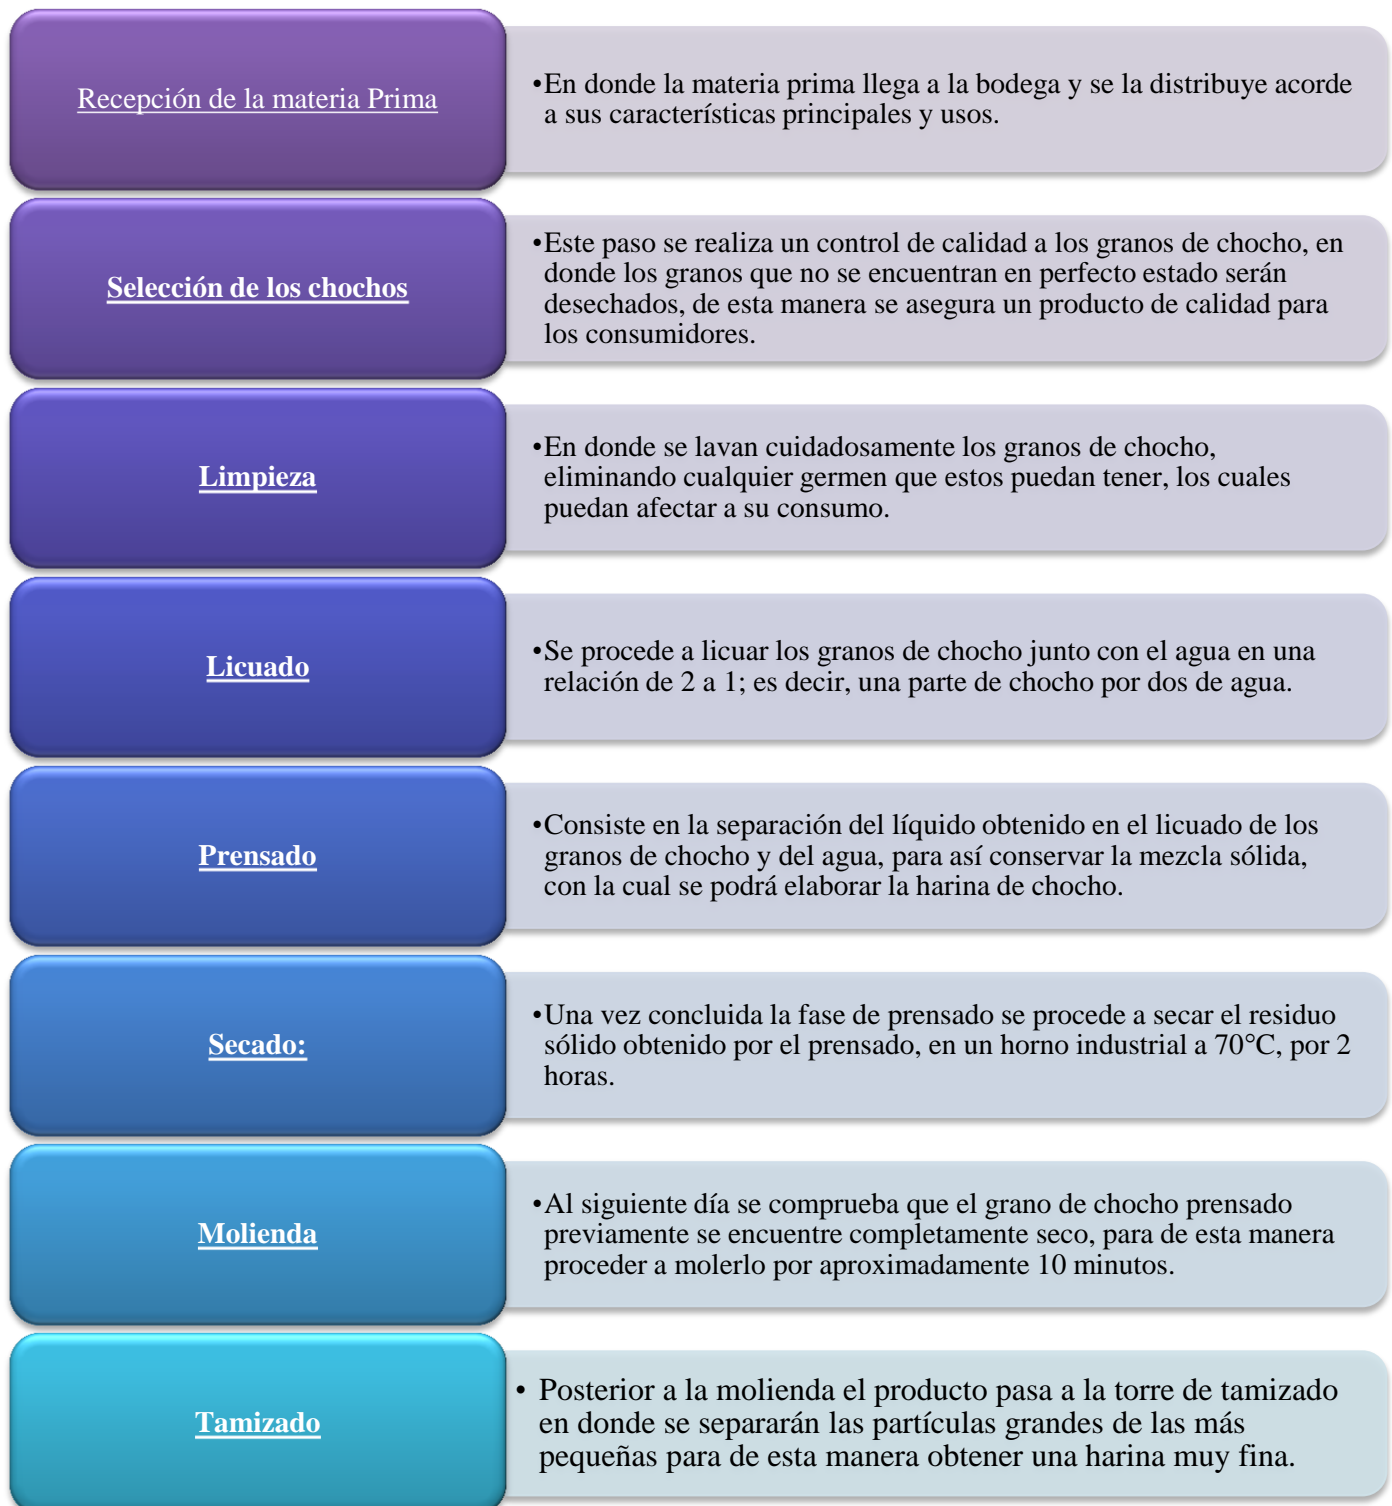 Recepción de la materia Prima
•En donde la materia prima llega a la bodega y se la distribuye acorde
a sus características principales y usos.
Selección de los chochos
•Este paso se realiza un control de calidad a los granos de chocho, en
donde los granos que no se encuentran en perfecto estado serán
desechados, de esta manera se asegura un producto de calidad para
los consumidores.
Limpieza
•En donde se lavan cuidadosamente los granos de chocho,
eliminando cualquier germen que estos puedan tener, los cuales
puedan afectar a su consumo.
Licuado
•Se procede a licuar los granos de chocho junto con el agua en una
relación de 2 a 1; es decir, una parte de chocho por dos de agua.
Prensado
•Consiste en la separación del líquido obtenido en el licuado de los
granos de chocho y del agua, para así conservar la mezcla sólida,
con la cual se podrá elaborar la harina de chocho.
Secado:
•Una vez concluida la fase de prensado se procede a secar el residuo
sólido obtenido por el prensado, en un horno industrial a 70°C, por 2
horas.
Molienda
•Al siguiente día se comprueba que el grano de chocho prensado
previamente se encuentre completamente seco, para de esta manera
proceder a molerlo por aproximadamente 10 minutos.
Tamizado
• Posterior a la molienda el producto pasa a la torre de tamizado
en donde se separarán las partículas grandes de las más
pequeñas para de esta manera obtener una harina muy fina.